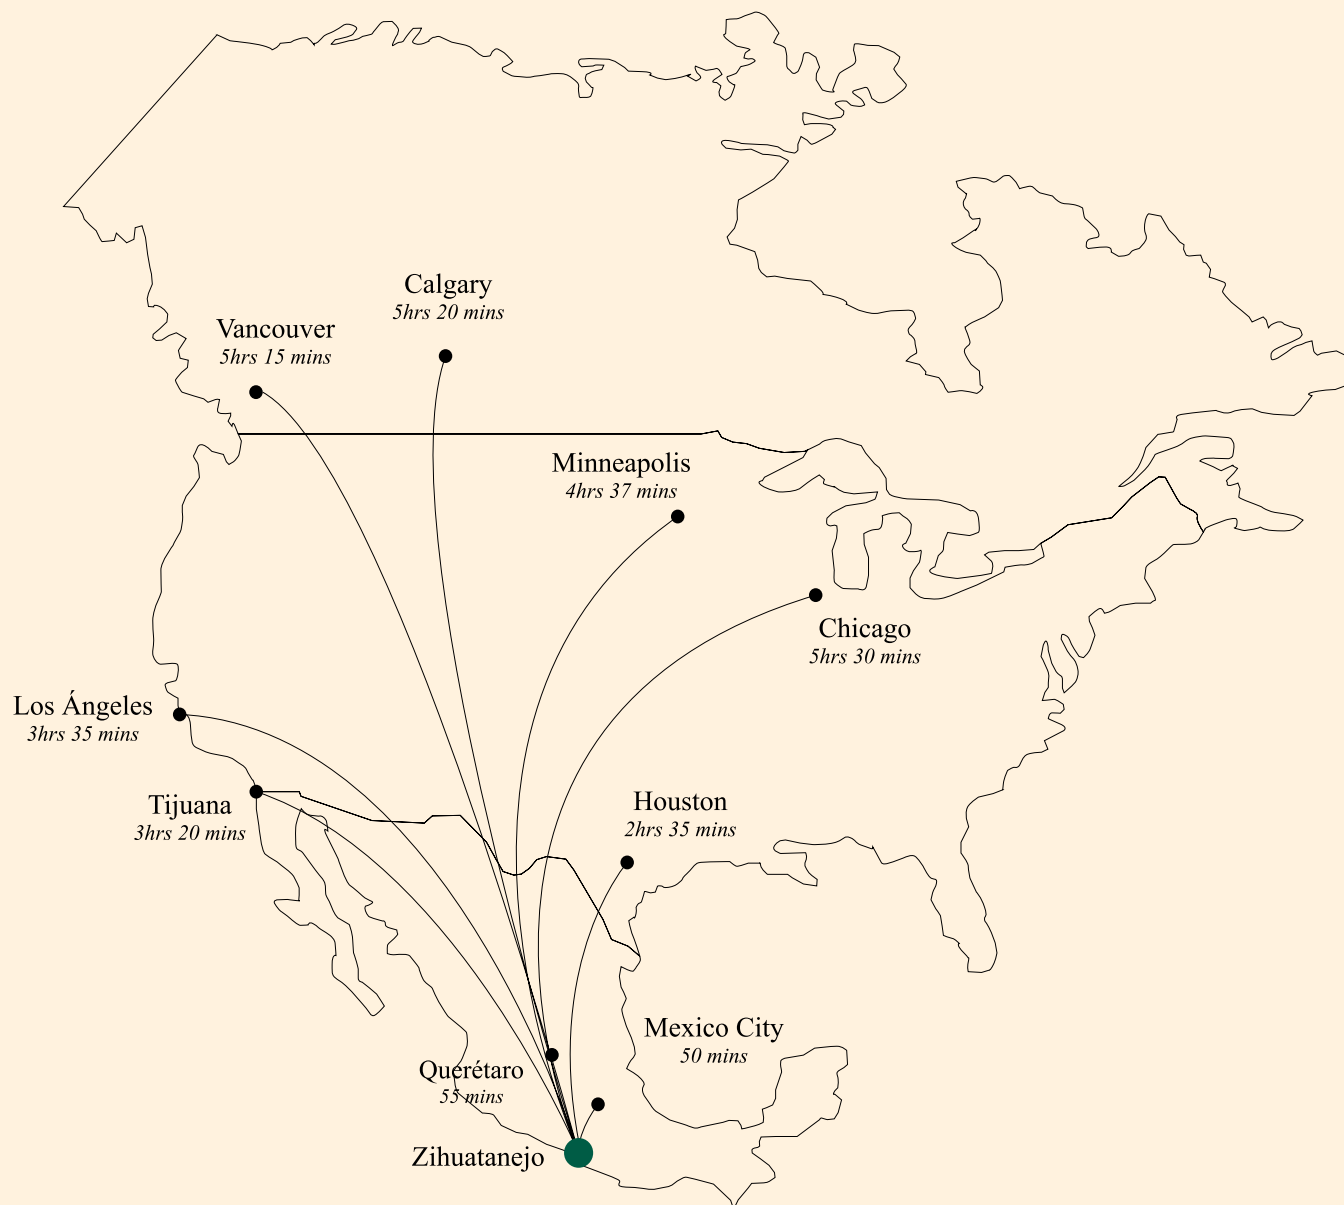 Calgary
5hrs 20 mins
Vancouver
5hrs 15 mins
Minneapolis
4hrs 37 mins
Chicago
5hrs 30 mins
Los Ángeles
3hrs 35 mins
Tijuana
3hrs 20 mins
Houston
2hrs 35 mins
Mexico City
50 mins
Querétaro
55 mins
Zihuatanejo